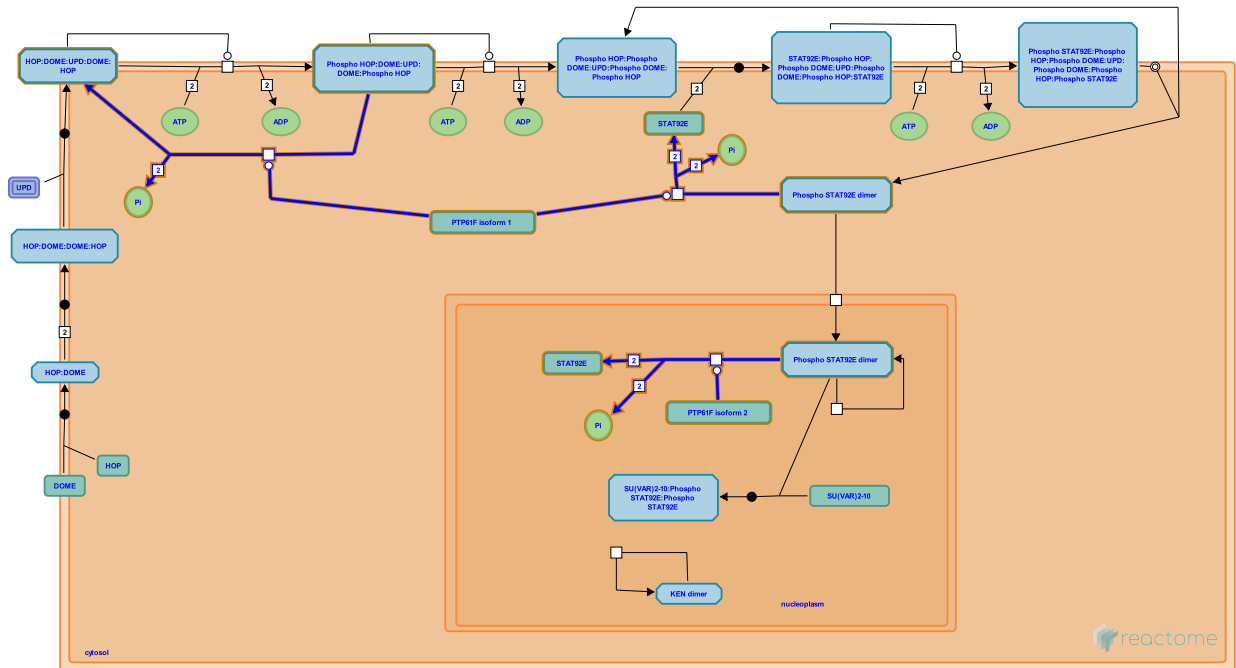 HOP:DOME:UPD:DOME:
HOP
2
2
ATP
ADP
Phospho HOP:DOME:UPD:
DOME:Phospho HOP
2
2
ATP
ADP
Phospho HOP:Phospho
DOME:UPD:Phospho DOME:
Phospho HOP
2
STAT92E
STAT92E:Phospho HOP:
Phospho DOME:UPD:Phospho
DOME:Phospho HOP:STAT92E
2
2
ATP
ADP
Phospho STAT92E:Phospho
HOP:Phospho DOME:UPD:
Phospho DOME:Phospho
HOP:Phospho STAT92E
2
2
Pi
2
Pi
UPD
Phospho STAT92E dimer
PTP61F isoform 1
HOP:DOME:DOME:HOP
2
HOP:DOME
HOP
DOME
STAT92E
2
Phospho STAT92E dimer
2
Pi
PTP61F isoform 2
SU(VAR)2-10:Phospho
STAT92E:Phospho
STAT92E
SU(VAR)2-10
KEN dimer
nucleoplasm
cytosol
reactome